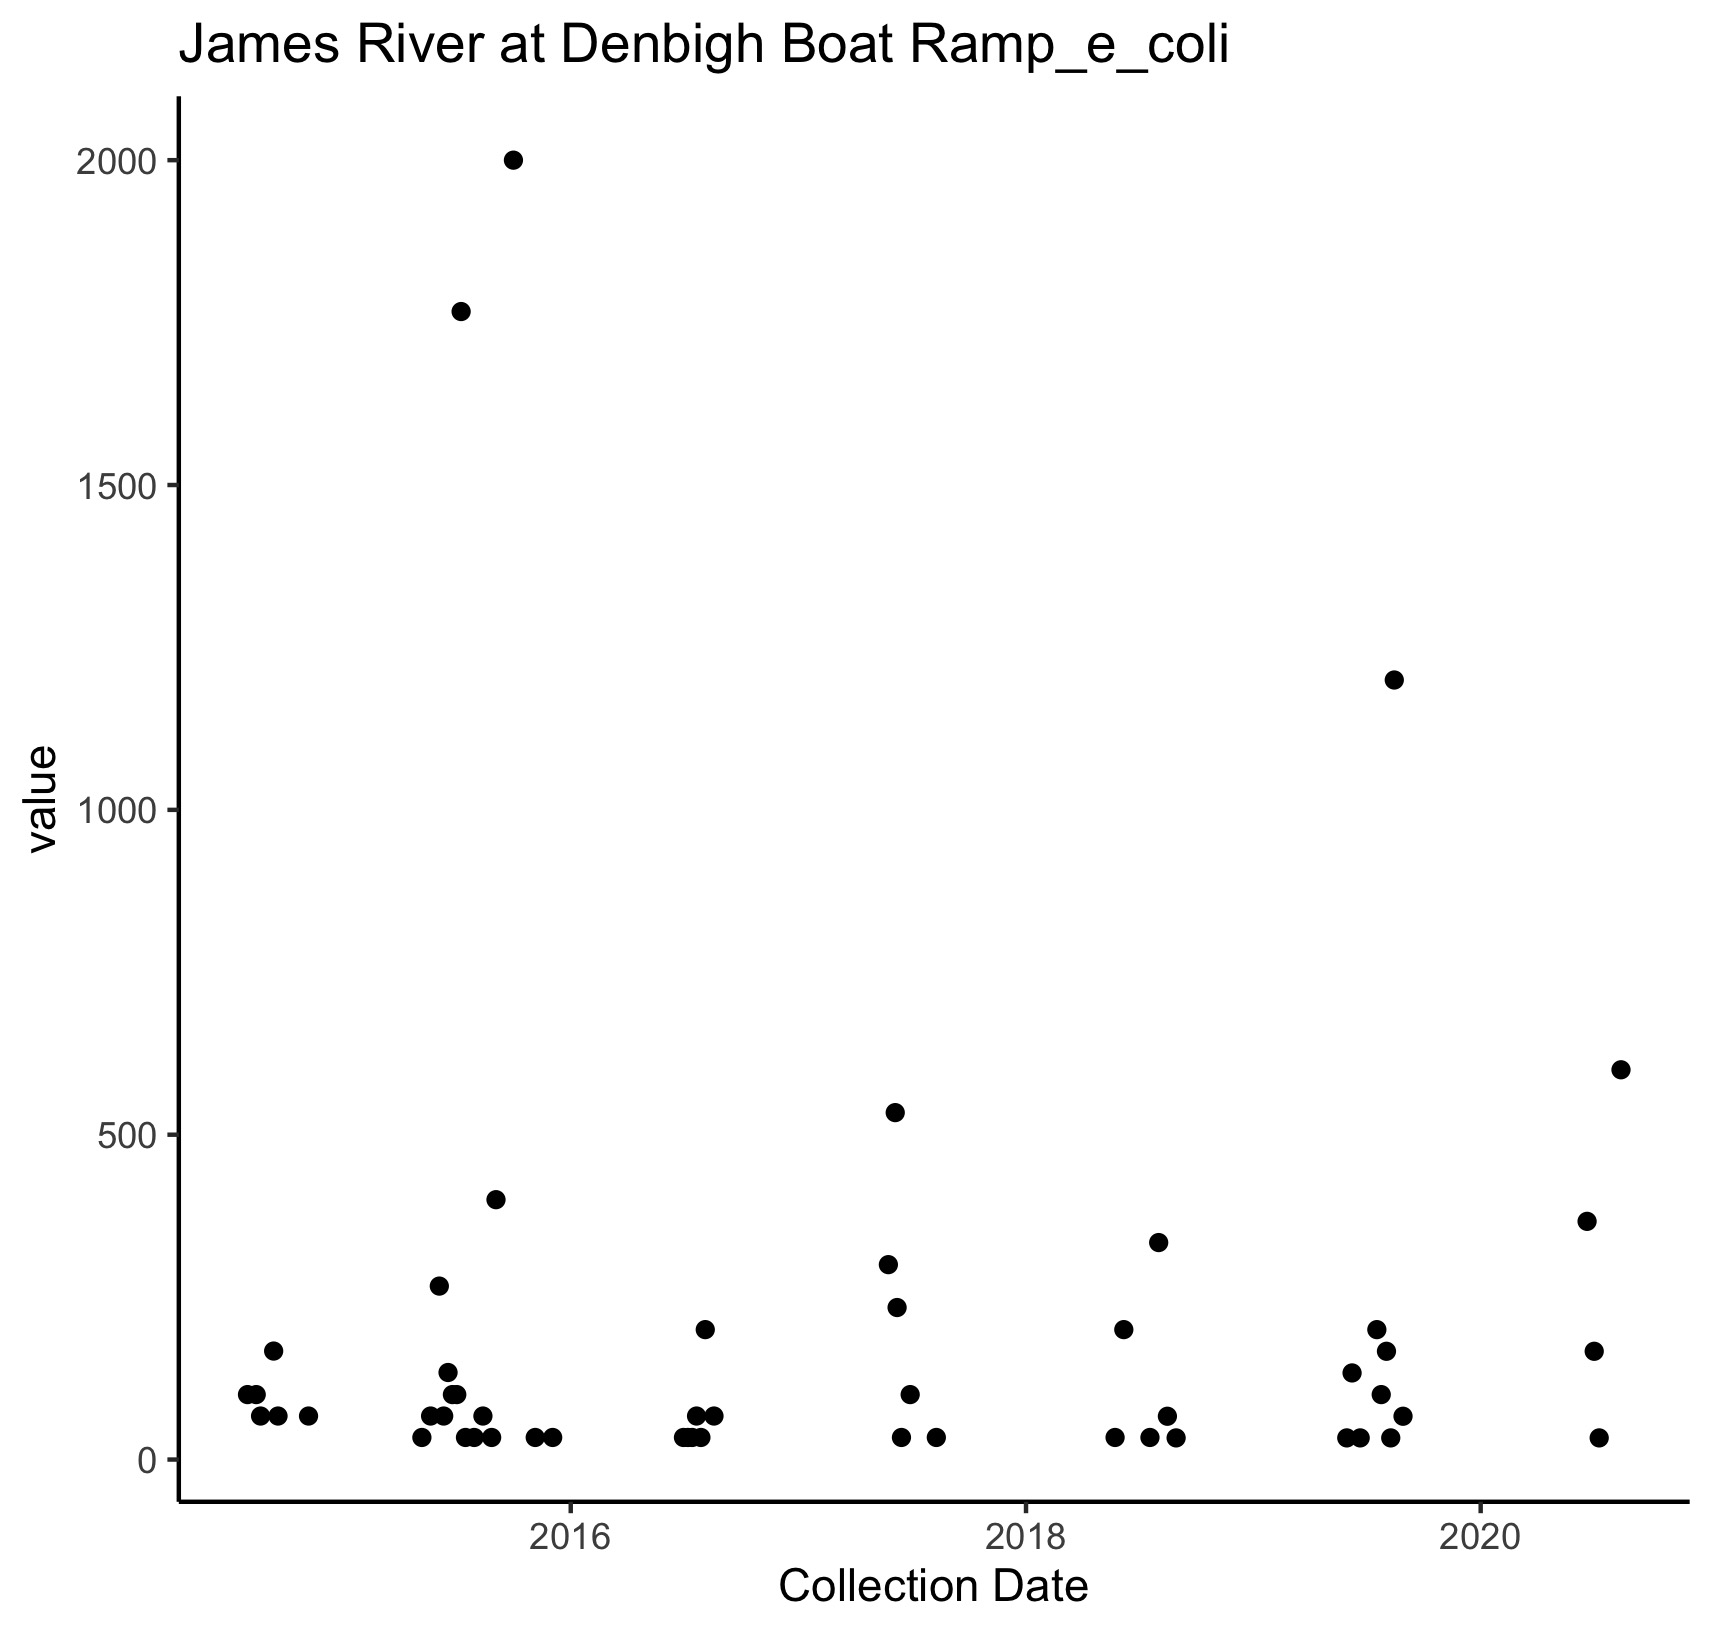 James River at Denbigh Boat Ramp_e_coli
2000
1500
1000
500
0
value
2016
2018
2020
Collection Date